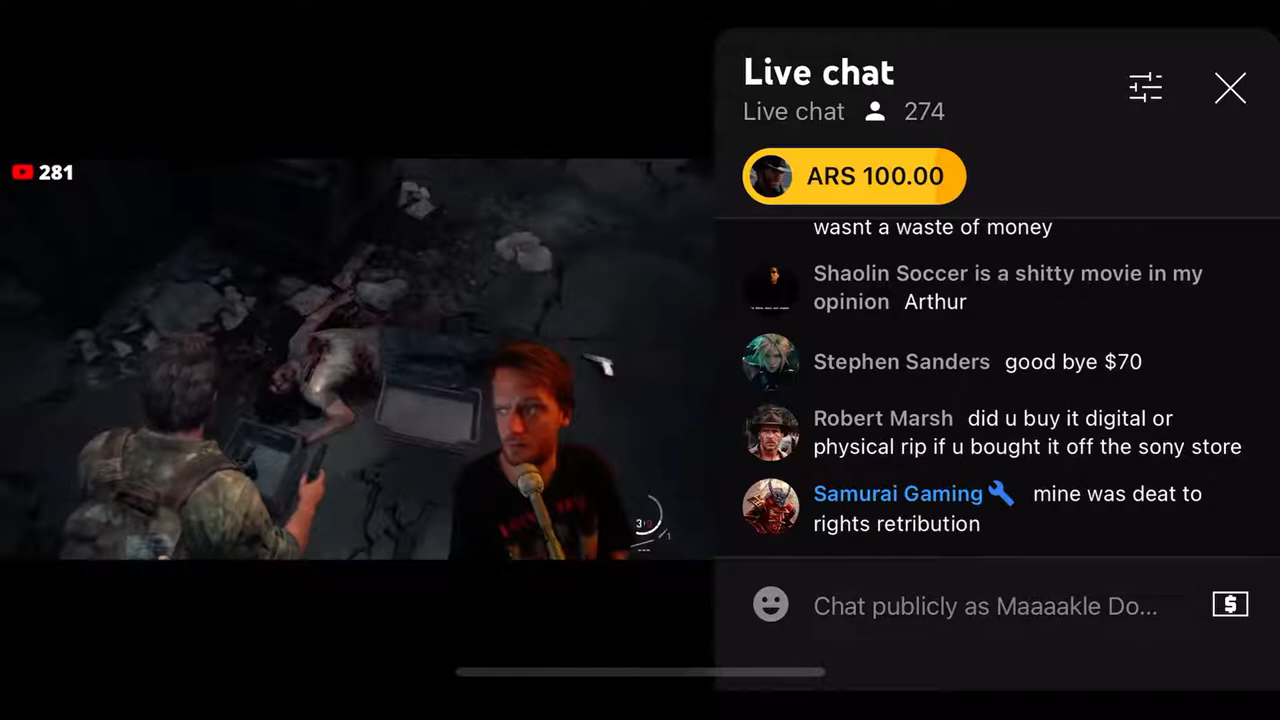 281
Live chat
Live chat 274
ARS 100.00
wasnt a waste of money
Shaolin Soccer is a shitty movie in my
opinion Arthur
Stephen Sanders good bye $70
Robert Marsh did u buy it digital or
physical rip if u bought it off the sony store
Samurai Gaming mine was deat to
rights retribution
Chat publicly as Maaaakle Do...
$